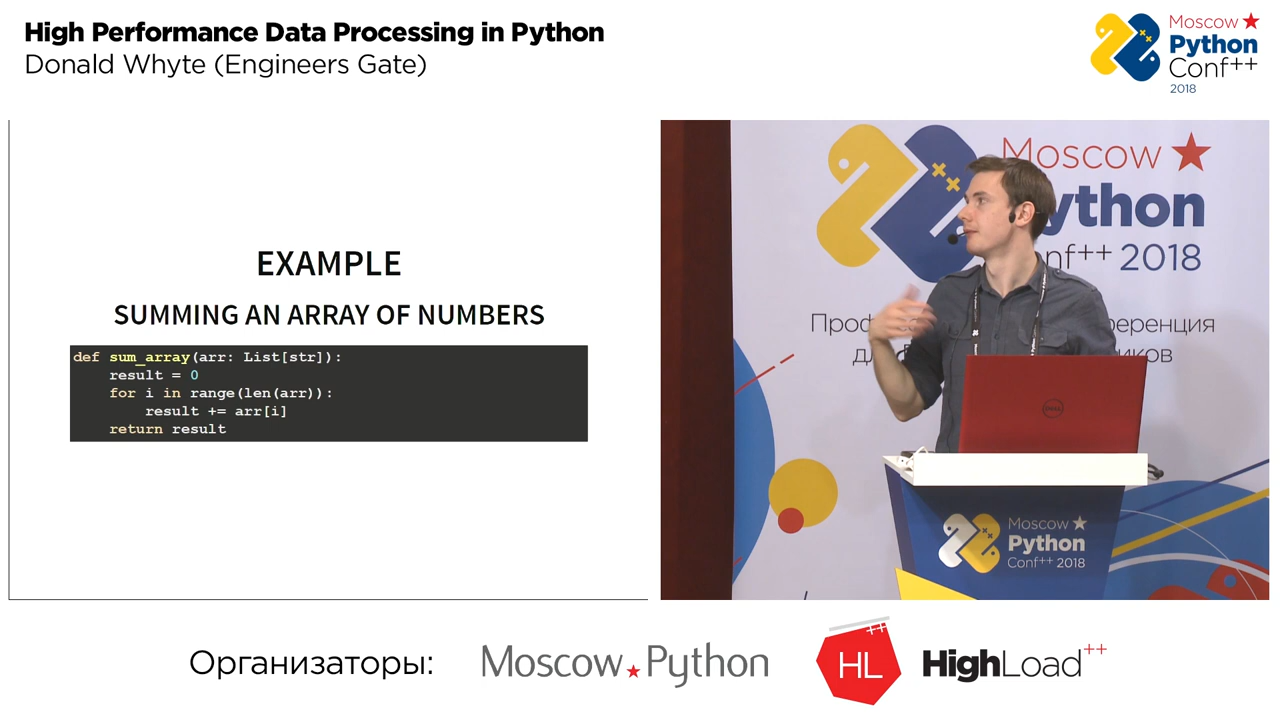 High Performance Data Processing in Python
Donald Whyte (Engineers Gate)
Moscow
Python
Conf++
2018
EXAMPLE
SUMMING AN ARRAY OF NUMBERS
def sum_array(arr: List[str]):
    result = 0
    for i in range(len(arr)):
        result += arr[i]
    return result
Moscow
ython
nf++ 2018
Проф
ференция
иков
DELL
Moscow
Python
Conf++ 2018
Организаторы:
Moscow Python
HL++
HighLoad++